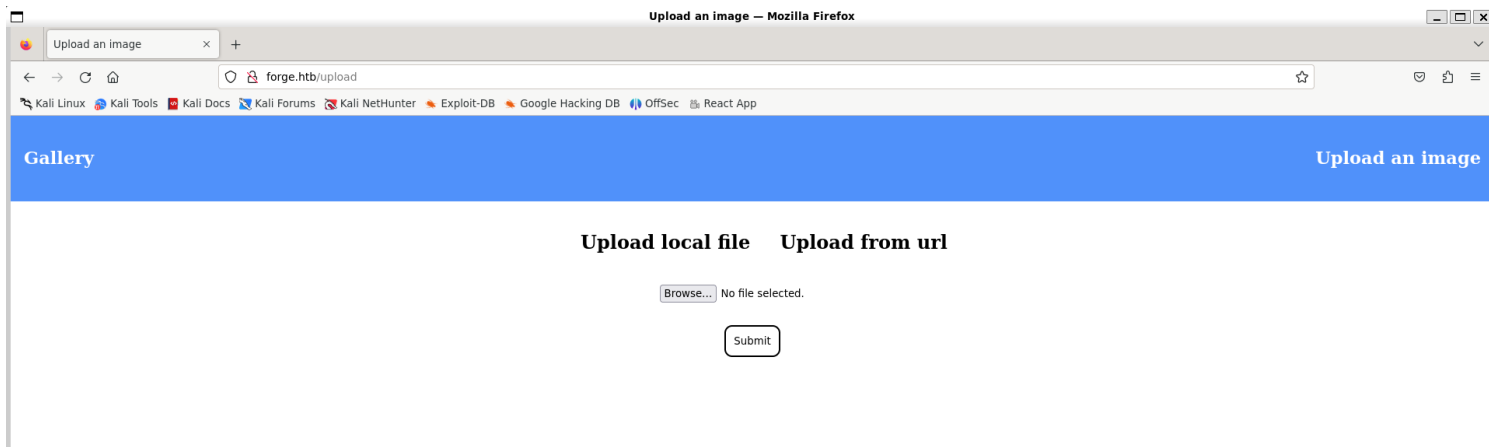 Upload an image — Mozilla Firefox
Upload an image
forge.htb/upload
Kali Linux Kali Tools Kali Docs Kali Forums Kali NetHunter Exploit-DB Google Hacking DB OffSec React App
Gallery Upload an image
Upload local file Upload from url
Browse... No file selected.
Submit